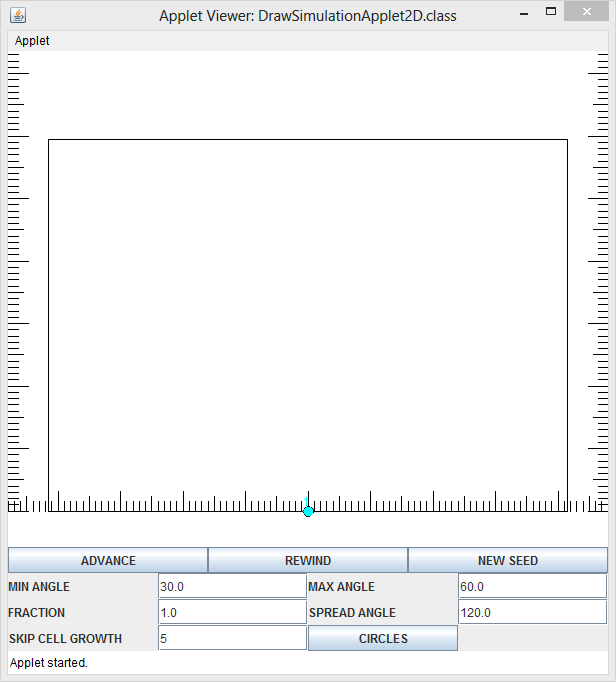 Applet Viewer: DrawSimulationApplet2D.class
Applet
1
ADVANCE REWIND NEW SEED
MIN ANGLE 30.0 MAX ANGLE 60.0
FRACTION 1.0 SPREAD ANGLE 120.0
SKIP CELL GROWTH 5 CIRCLES
Applet started.